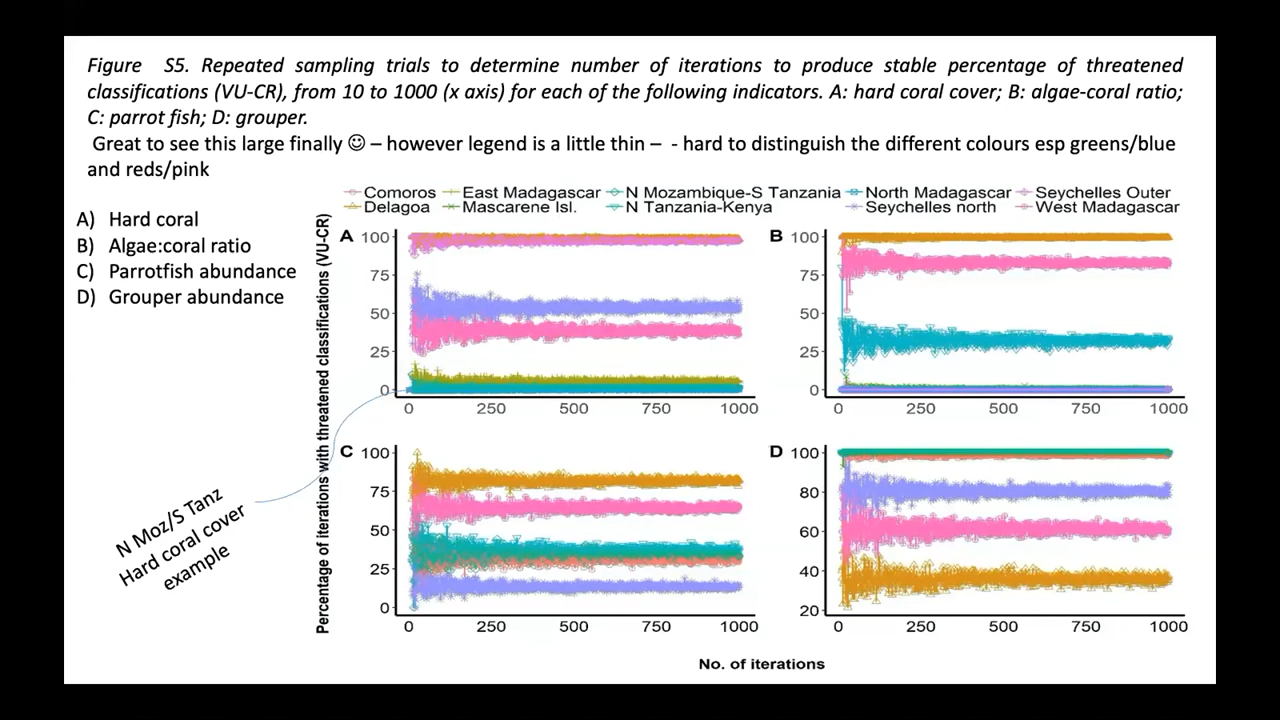 Figure S5. Repeated sampling trials to determine number of iterations to produce stable percentage of threatened
classifications (VU-CR), from 10 to 1000 (x axis) for each of the following indicators. A: hard coral cover; B: algae-coral ratio;
C: parrot fish; D: grouper.
Great to see this large finally ☺ – however legend is a little thin – - hard to distinguish the different colours esp greens/blue
and reds/pink
A) Hard coral
B) Algae:coral ratio
C) Parrotfish abundance
D) Grouper abundance
N Moz/S Tanz
Hard coral cover
example
Percentage of iterations with threatened classifications (VU-CR)
Comoros East Madagascar N Mozambique-S Tanzania North Madagascar Seychelles Outer
Delagoa Mascarene Isl. N Tanzania-Kenya Seychelles north West Madagascar
A
100
75
50
25
0
0 250 500 750 1000
B
100
75
50
25
0
0 250 500 750 1000
C
100
75
50
25
0
0 250 500 750 1000
D
100
80
60
40
20
0 250 500 750 1000
No. of iterations